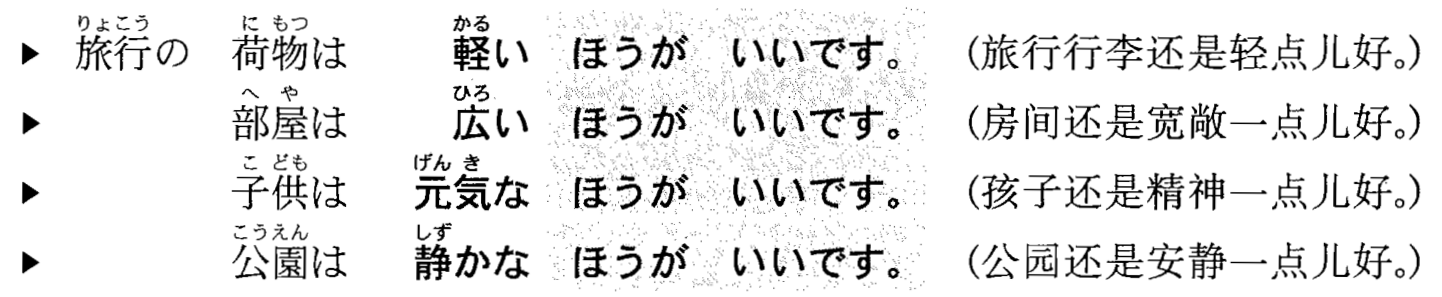 りょこう に もつ かる
▶ 旅行の 荷物は 軽い ほうが いいです。 (旅行行李还是轻点儿好。)
へ や ひろ
▶ 部屋は 広い ほうが いいです。 (房间还是宽敞一点儿好。)
こ ども げん き
▶ 子供は 元気な ほうが いいです。 (孩子还是精神一点儿好。)
こうえん しず
▶ 公園は 静かな ほうが いいです。 (公园还是安静一点儿好。)